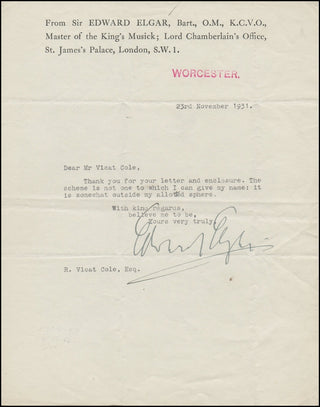 From Sir EDWARD ELGAR, Bart., O.M., K.C.V.O.,
Master of the King's Musick; Lord Chamberlain's Office,
St. James's Palace, London, S.W.1.
WORCESTER.
23rd November 1931.
Dear Mr Vicat Cole,
Thank you for your letter and enclosure. The
scheme is not one to which I can give my name: it
is somewhat outside my allotted sphere.
With kind regards,
believe me to be,
Yours very truly,
Edward Elgar
R. Vicat Cole, Esq.